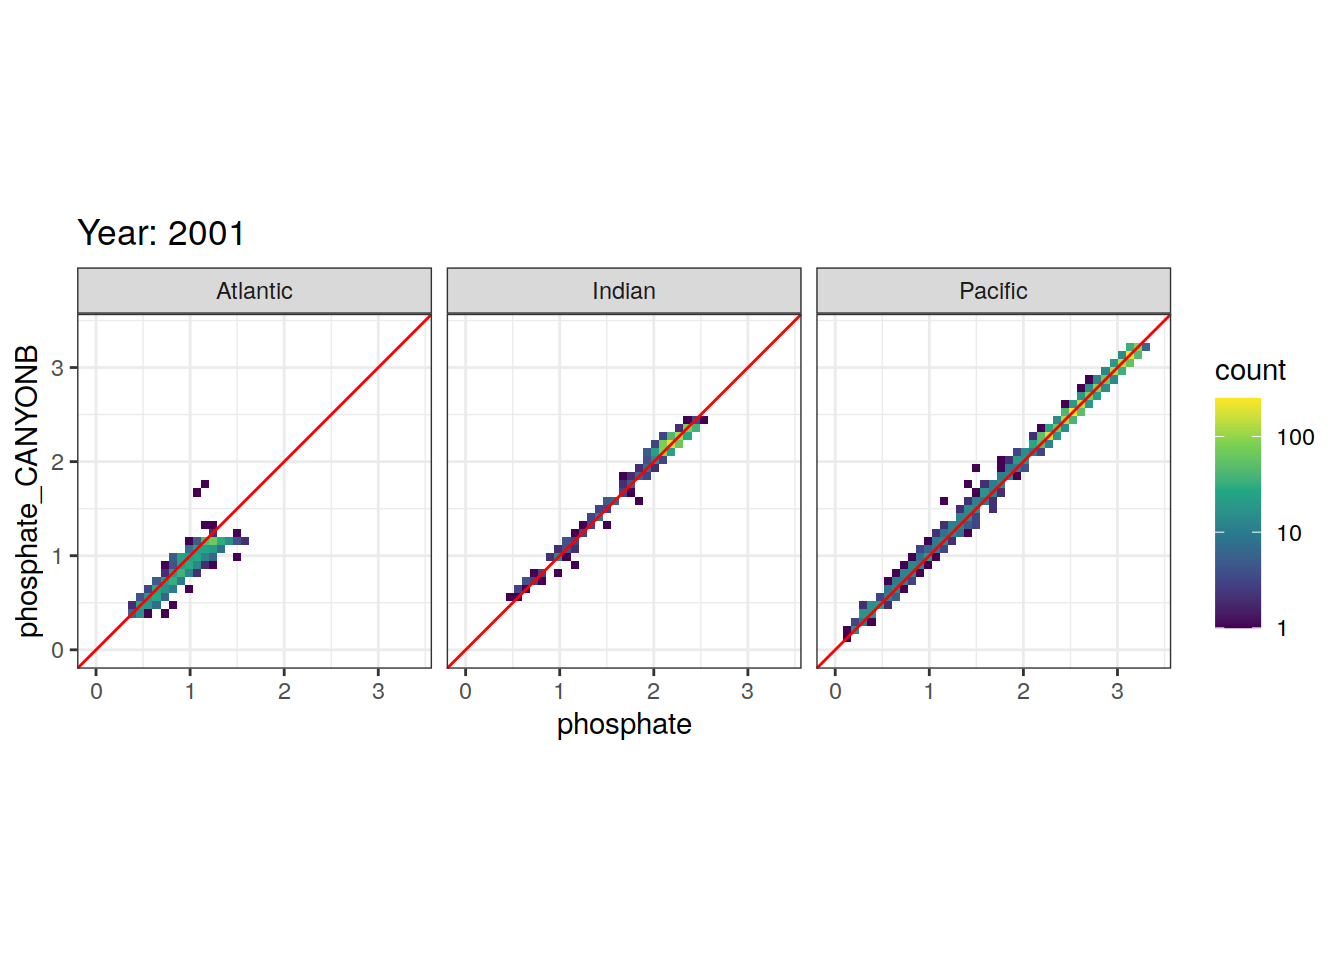 Year: 2001
Atlantic Indian Pacific
phosphate_CANYONB
3
2
1
0
0 1 2 3 0 1 2 3 0 1 2 3
phosphate
count
100
10
1